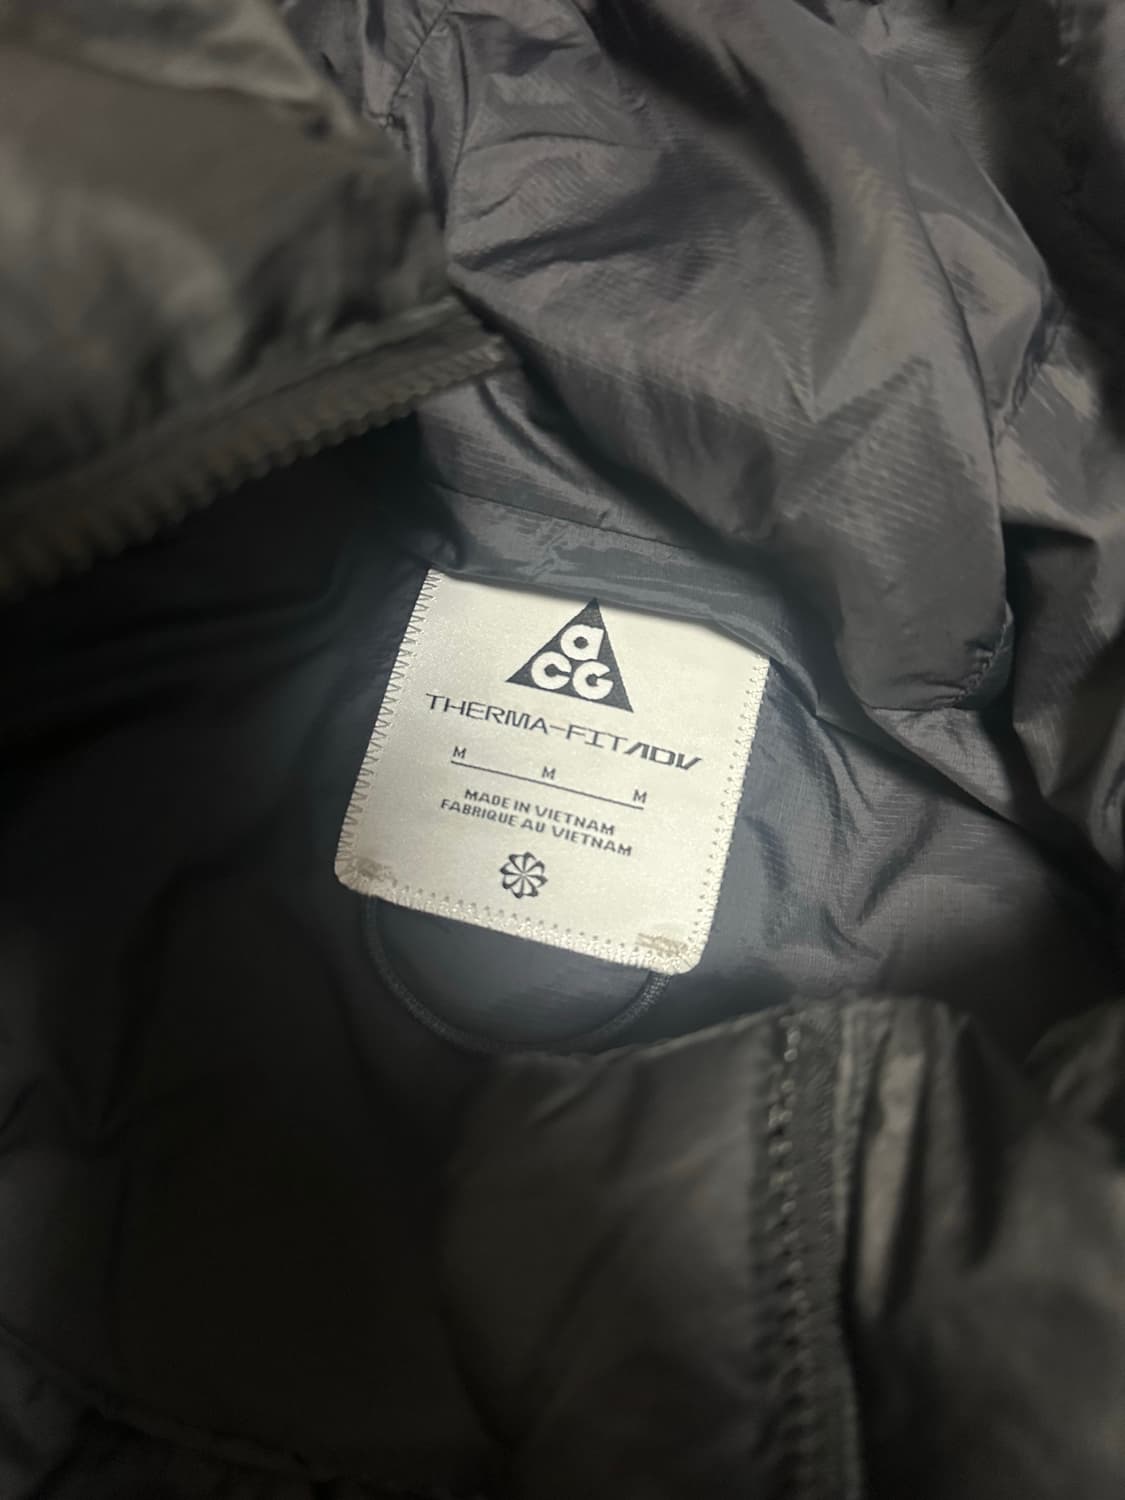 acG
THERMA-FIT ADV
M M M
MADE IN VIETNAM
FABRIQUE AU VIETNAM